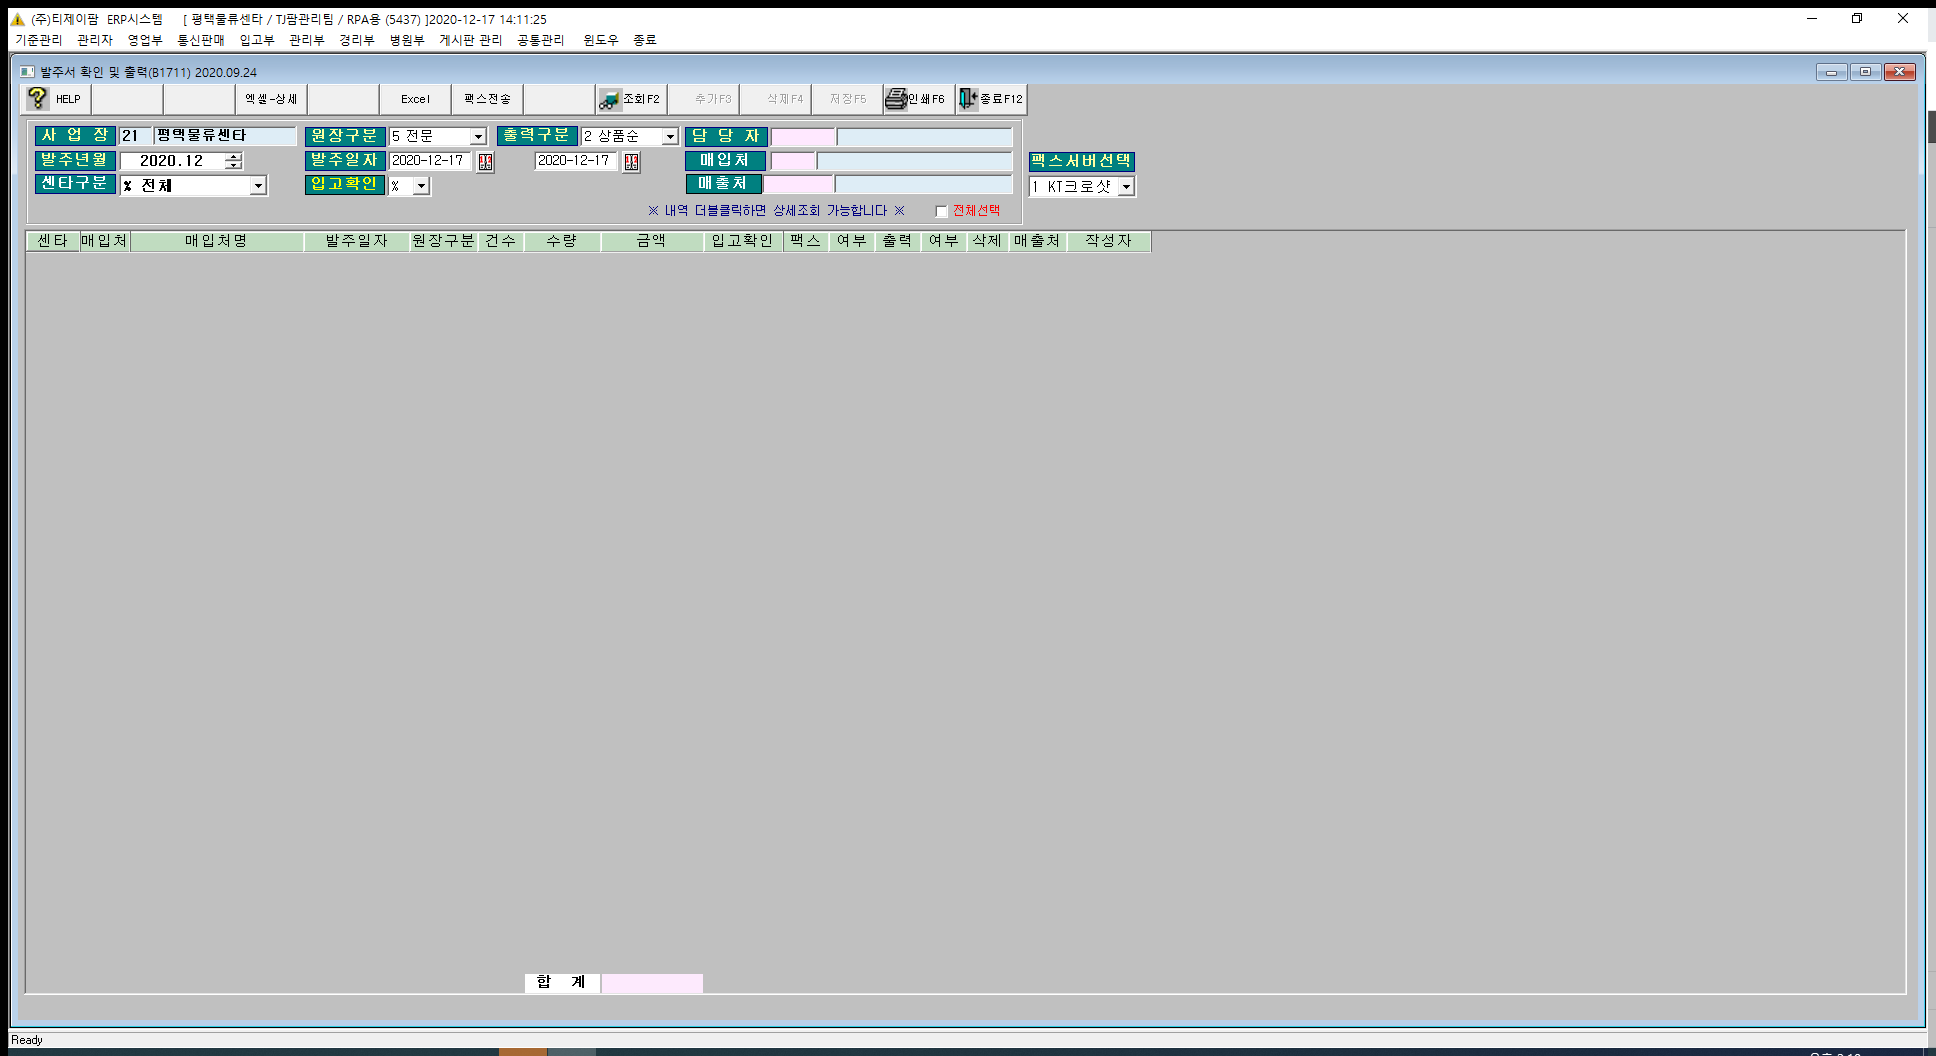 (주)티제이팜 ERP시스템 [ 평택물류센타 / TJ팜관리팀 / RPA용 (5437) ]2020-12-17 14:11:25
기준관리 관리자 영업부 통신판매 입고부 관리부 경리부 병원부 게시판 관리 공통관리 윈도우 종료
발주서 확인 및 출력(B1711) 2020.09.24
HELP 엑셀-상세 Excel 팩스전송 조회F2 추가F3 삭제F4 저장F5 인쇄F6 종료F12
사 업 장 21 평택물류센타 원장구분 5 전문 출력구분 2 상품순 담 당 자
발주년월 2020.12 발주일자 2020-12-17 2020-12-17 매입처 팩스서버선택
센타구분 % 전체 입고확인 % 매출처 1 KT크로샷
※ 내역 더블클릭하면 상세조회 가능합니다 ※ 전체선택
센타 매입처 매입처명 발주일자 원장구분 건수 수량 금액 입고확인 팩스 여부 출력 여부 삭제 매출처 작성자
합 계
Ready